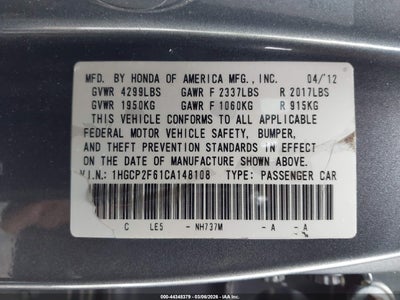 MFD. BY HONDA OF AMERICA MFG., INC. 04/12
GVWR 4299LBS GAWR F 2337LBS R 2017LBS
GVWR 1950KG GAWR F 1060KG R 915KG
THIS VEHICLE CONFORMS TO ALL APPLICABLE
FEDERAL MOTOR VEHICLE SAFETY, BUMPER,
AND THEFT PREVENTION STANDARDS IN EFFECT
ON THE DATE OF MANUFACTURE SHOWN ABOVE.
V.I.N.: 1HGCP2F61CA148108 TYPE: PASSENGER CAR
C LE5 - NH737M - A - A
000-44348379 - 03/06/2026 - IAA Inc.